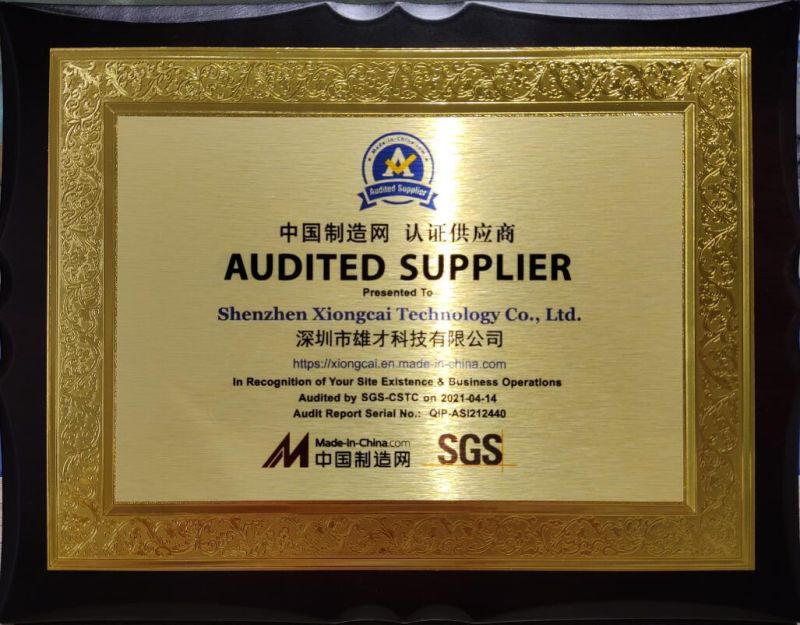 Made-in-China.com
Audited Supplier
中国制造网 认证供应商
AUDITED SUPPLIER
Presented To
Shenzhen Xiongcai Technology Co., Ltd.
深圳市雄才科技有限公司
https://xiongcai.en.made-in-china.com
In Recognition of Your Site Existence & Business Operations
Audited by SGS-CSTC on 2021-04-14
Audit Report Serial No.: QIP-ASI212440
Made-in-China.com
中国制造网
SGS